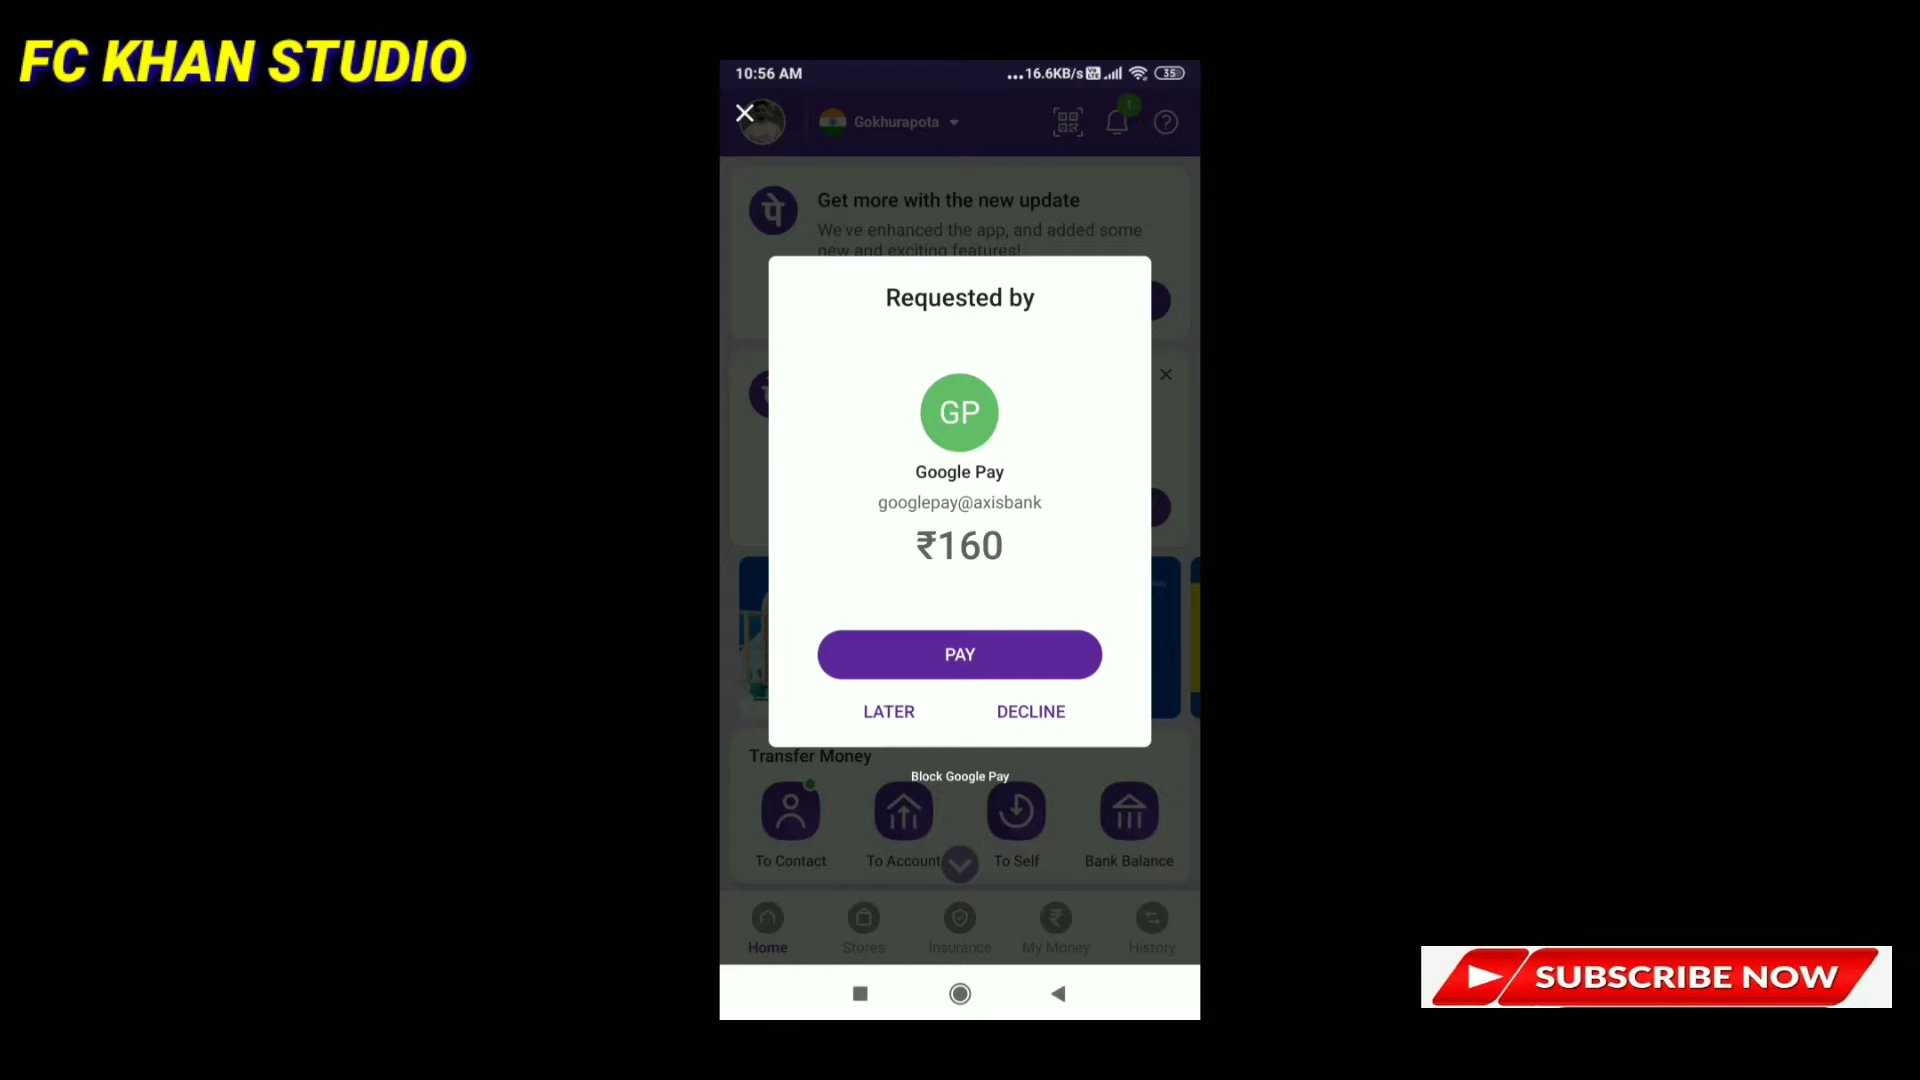 FC KHAN STUDIO
10:56 AM
...16.6KB/s
35
Gokhurapota
1
पे
Get more with the new update
We've enhanced the app, and added some
new and exciting features!
Requested by
GP
Google Pay
googlepay@axisbank
₹160
PAY
LATER DECLINE
Transfer Money
Block Google Pay
To Contact To Account To Self Bank Balance
Home Stores Insurance My Money History
SUBSCRIBE NOW